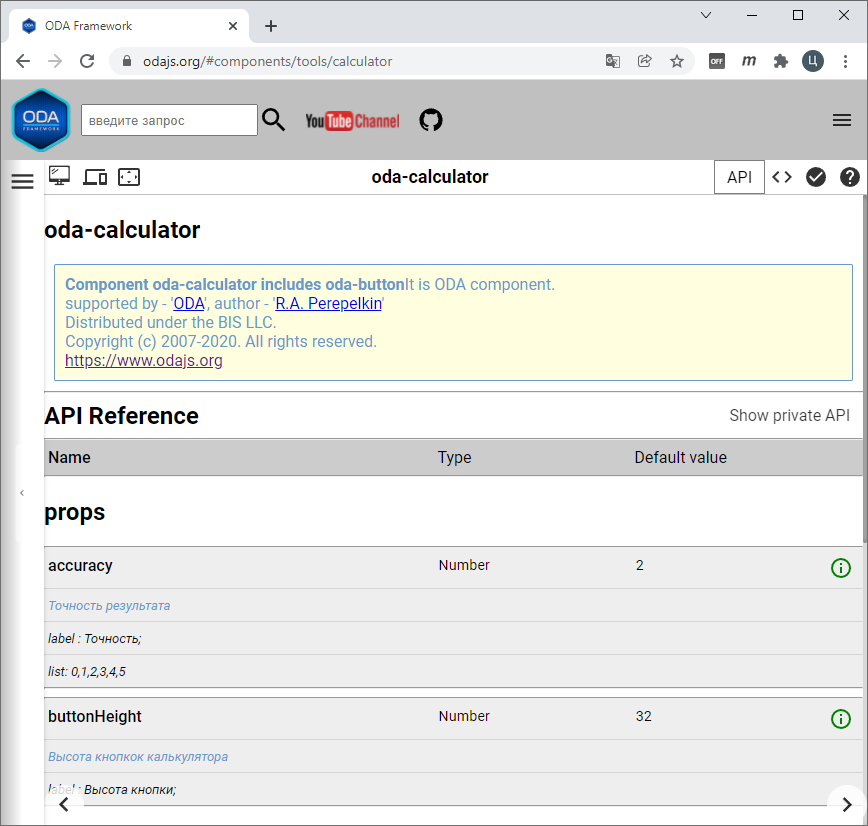 ODA Framework
odajs.org/#components/tools/calculator
OFF
m
Ц
ODA
FRAMEWORK
введите запрос
YouTube Channel
oda-calculator
API
oda-calculator
Component oda-calculator includes oda-buttonIt is ODA component.
supported by - 'ODA', author - 'R.A. Perepelkin'
Distributed under the BIS LLC.
Copyright (c) 2007-2020. All rights reserved.
https://www.odajs.org
API Reference
Show private API
Name Type Default value
props
accuracy Number 2
Точность результата
label : Точность;
list: 0,1,2,3,4,5
buttonHeight Number 32
Высота кнопкок калькулятора
label : Высота кнопки;